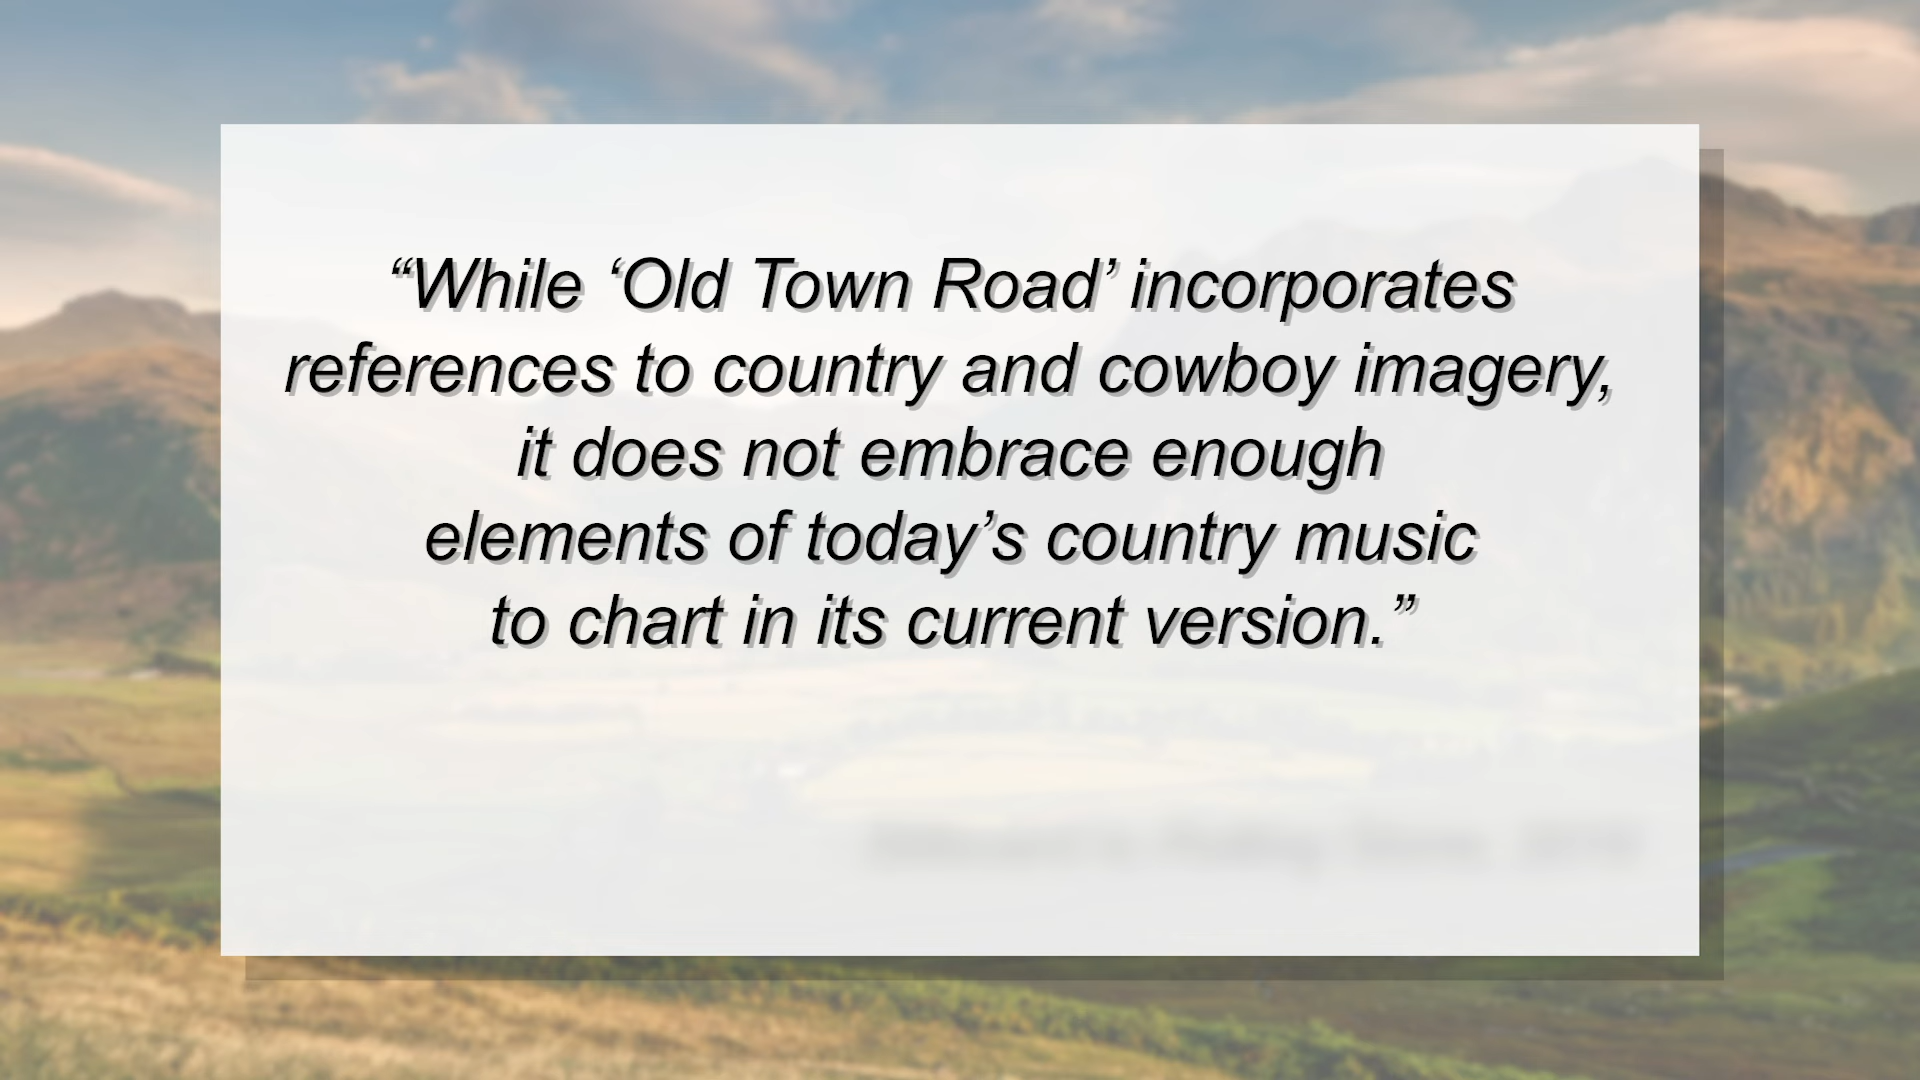 “While ‘Old Town Road’ incorporates
references to country and cowboy imagery,
it does not embrace enough
elements of today’s country music
to chart in its current version.”